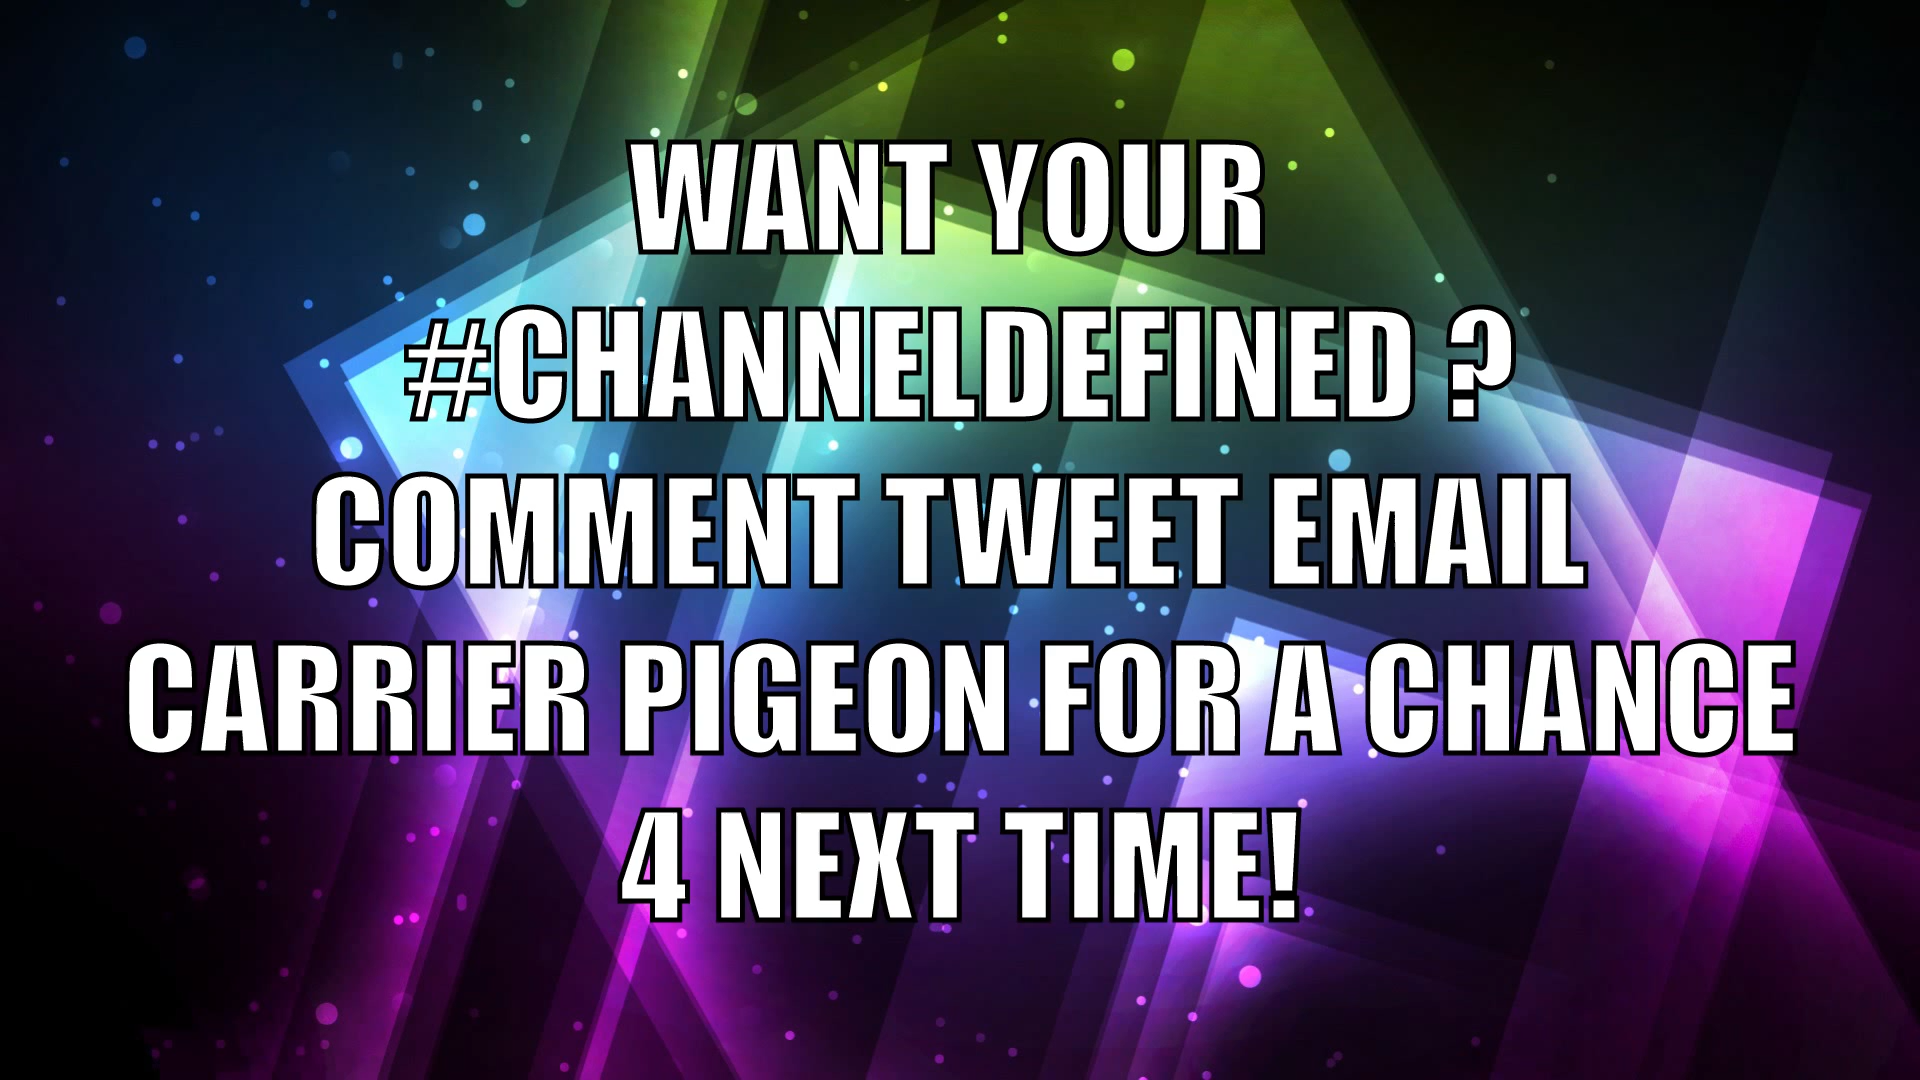 WANT YOUR
#CHANNELDEFINED ?
COMMENT TWEET EMAIL
CARRIER PIGEON FOR A CHANCE
4 NEXT TIME!